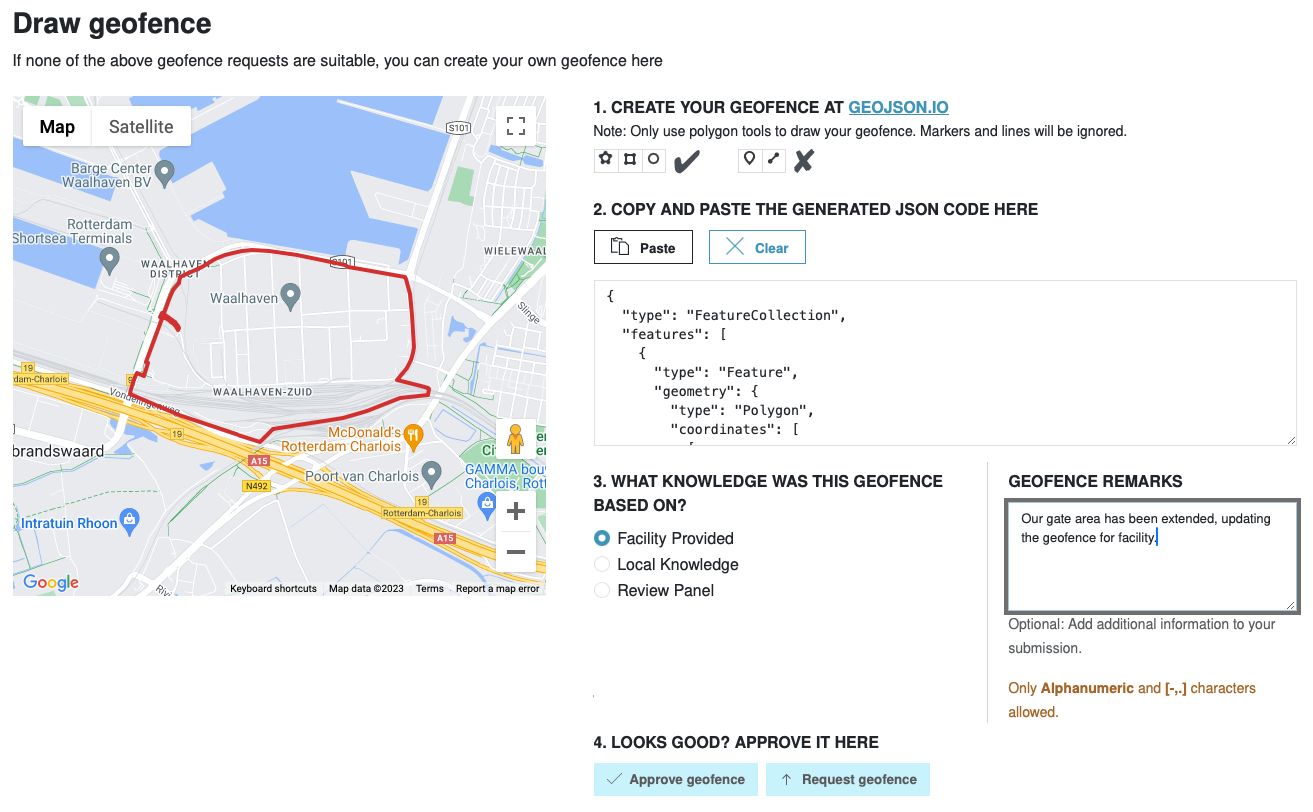 Draw geofence
If none of the above geofence requests are suitable, you can create your own geofence here
Map
Satellite
S101
Barge Center
Waalhaven BV
Rotterdam
Shortsea Terminals
WAALHAVEN
DISTRICT
S101
WIELEWAAL
Waalhaven
Slinge
19
dam-Charlois
Vondelingenweg
WAALHAVEN-ZUID
19
McDonald's
Rotterdam Charlois
brandswaard
A15
N492
Poort van Charlois
GAMMA bou
Charlois, Rott
19
Rotterdam-Charlois
A15
Intratuin Rhoon
Google
Keyboard shortcuts
Map data ©2023
Terms
Report a map error
1. CREATE YOUR GEOFENCE AT GEOJSON.IO
Note: Only use polygon tools to draw your geofence. Markers and lines will be ignored.
2. COPY AND PASTE THE GENERATED JSON CODE HERE
Paste
Clear
{
"type": "FeatureCollection",
"features": [
{
"type": "Feature",
"geometry": {
"type": "Polygon",
"coordinates": [
3. WHAT KNOWLEDGE WAS THIS GEOFENCE
BASED ON?
Facility Provided
Local Knowledge
Review Panel
GEOFENCE REMARKS
Our gate area has been extended, updating
the geofence for facility.
Optional: Add additional information to your
submission.
Only Alphanumeric and [-,.] characters
allowed.
4. LOOKS GOOD? APPROVE IT HERE
Approve geofence
Request geofence